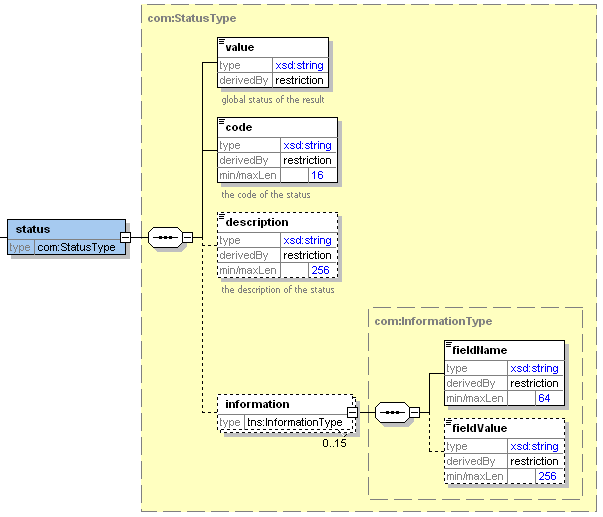 com:StatusType
value
type xsd:string
derivedBy restriction
global status of the result
code
type xsd:string
derivedBy restriction
min/maxLen 16
the code of the status
status
type com:StatusType
description
type xsd:string
derivedBy restriction
min/maxLen 256
the description of the status
information
type tns:InformationType
0..15
com:InformationType
fieldName
type xsd:string
derivedBy restriction
min/maxLen 64
fieldValue
type xsd:string
derivedBy restriction
min/maxLen 256